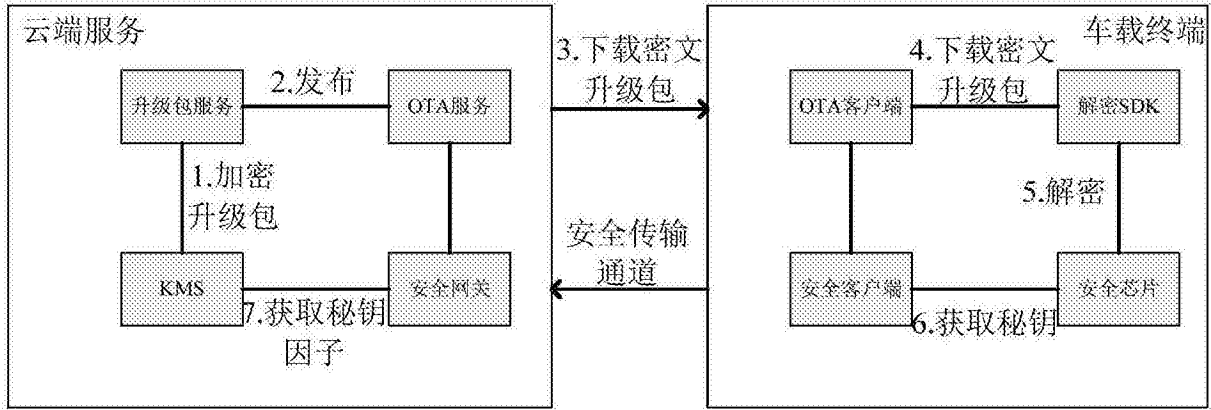 云端服务
升级包服务
2.发布
OTA服务
1.加密
升级包
KMS
7.获取秘钥
因子
安全网关
3.下载密文
升级包
安全传输
通道
车载终端
OTA客户端
4.下载密文
升级包
解密SDK
5.解密
安全客户端
6.获取秘钥
安全芯片